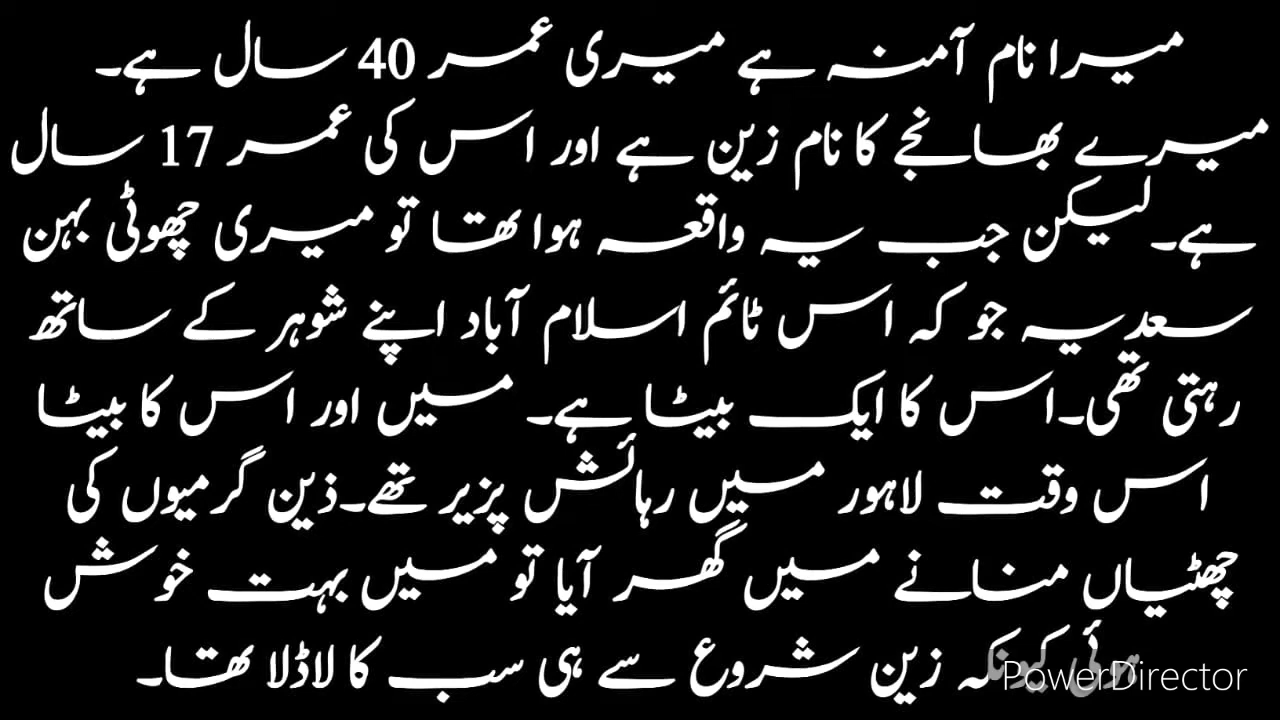 میرا نام آمنہ ہے میری عمر 40 سال ہے۔
میرے بھانجے کا نام زین ہے اور اس کی عمر 17 سال
ہے۔ لیکن جب یہ واقعہ ہوا تھا تو میری چھوٹی بہن
سعدیہ جو کہ اس ٹائم اسلام آباد اپنے شوہر کے ساتھ
رہتی تھی۔اس کا ایک بیٹا ہے۔ میں اور اس کا بیٹا
اس وقت لاہور میں رہائش پزیر تھے۔ذین گرمیوں کی
چھٹیاں منانے میں گھر آیا تو میں بہت خوش
ہوئی کیونکہ زین شروع سے ہی سب کا لاڈلا تھا۔
PowerDirector